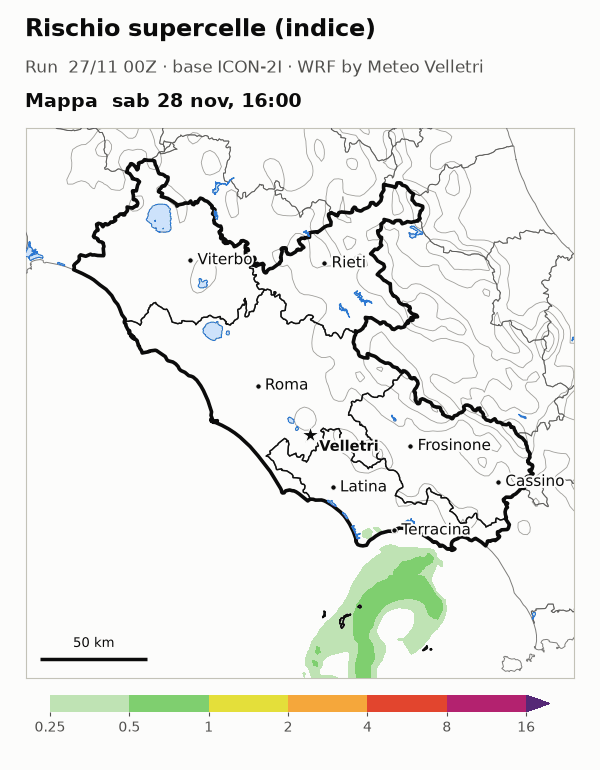 Rischio supercelle (indice)
Run  27/11 00Z · base ICON-2I · WRF by Meteo Velletri
Mappa  sab 28 nov, 16:00
Viterbo
Rieti
Roma
Velletri
Frosinone
Cassino
Latina
Terracina
50 km
0.25 0.5 1 2 4 8 16